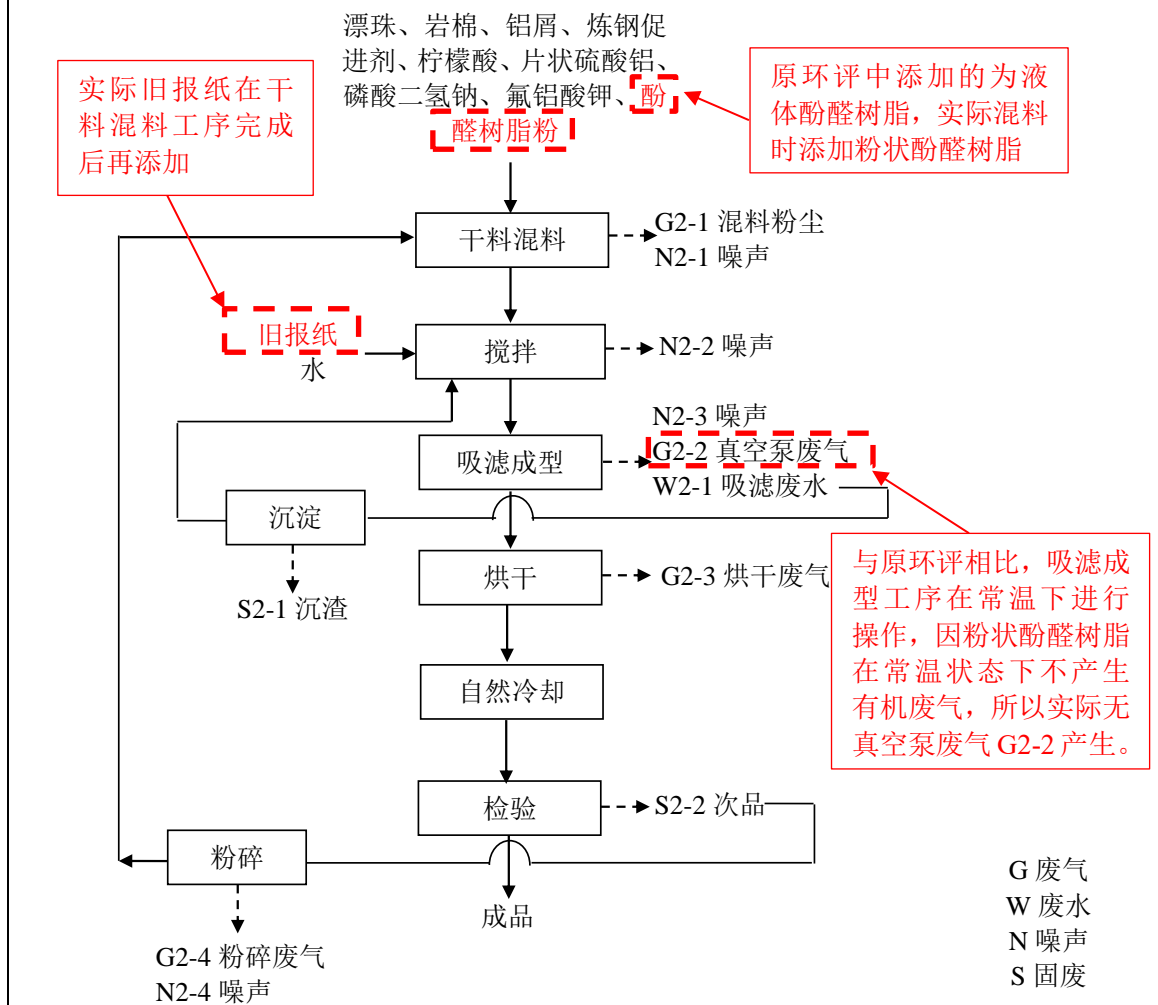 漂珠、岩棉、铝屑、炼钢促
进剂、柠檬酸、片状硫酸铝、
磷酸二氢钠、氟铝酸钾、酚
醛树脂粉
实际旧报纸在干
料混料工序完成
后再添加
原环评中添加的为液
体酚醛树脂，实际混料
时添加粉状酚醛树脂
干料混料
G2-1 混料粉尘
N2-1 噪声
旧报纸
水
搅拌
N2-2 噪声
N2-3 噪声
吸滤成型
G2-2 真空泵废气
W2-1 吸滤废水
沉淀
S2-1 沉渣
烘干
G2-3 烘干废气
与原环评相比，吸滤成
型工序在常温下进行
操作，因粉状酚醛树脂
在常温状态下不产生
有机废气，所以实际无
真空泵废气 G2-2 产生。
自然冷却
检验
S2-2 次品
粉碎
成品
G2-4 粉碎废气
N2-4 噪声
G 废气
W 废水
N 噪声
S 固废